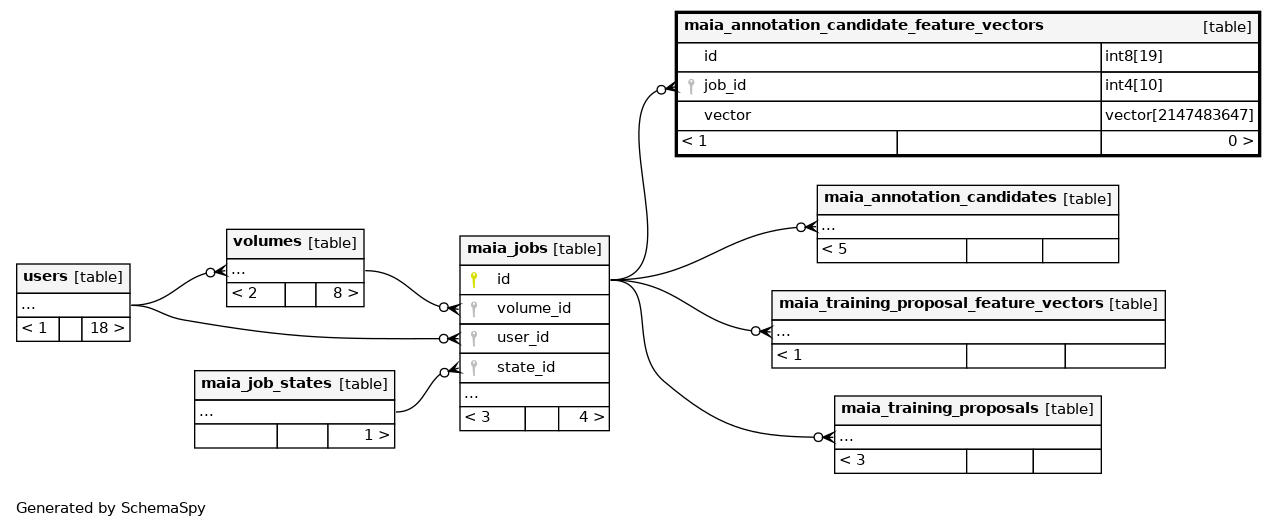 maia_annotation_candidate_feature_vectors [table]
id int8[19]
job_id int4[10]
vector vector[2147483647]
< 1 0 >
maia_annotation_candidates [table]
...
< 5
volumes [table]
...
< 2 8 >
maia_jobs [table]
id
volume_id
user_id
state_id
...
< 3 4 >
users [table]
...
< 1 18 >
maia_training_proposal_feature_vectors [table]
...
< 1
maia_job_states [table]
...
1 >
maia_training_proposals [table]
...
< 3
Generated by SchemaSpy